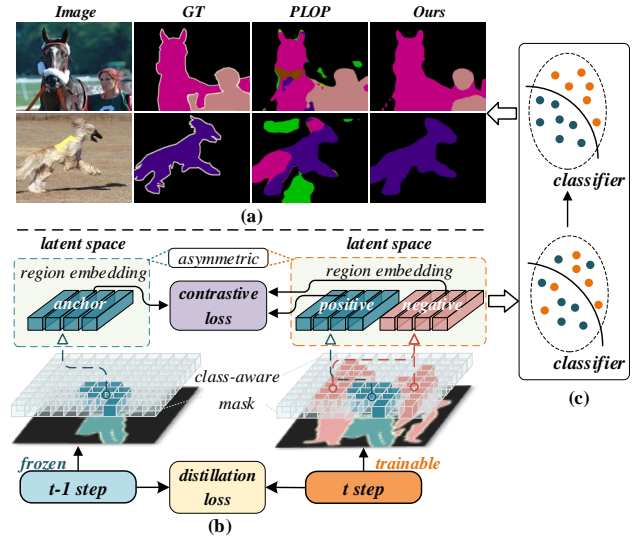 Image GT PLOP Ours
(a)
latent space
asymmetric
latent space
region embedding
region embedding
anchor
contrastive
loss
positive
negative
class-aware
mask
frozen
trainable
t-1 step
distillation
loss
t step
(b)
classifier
classifier
(c)